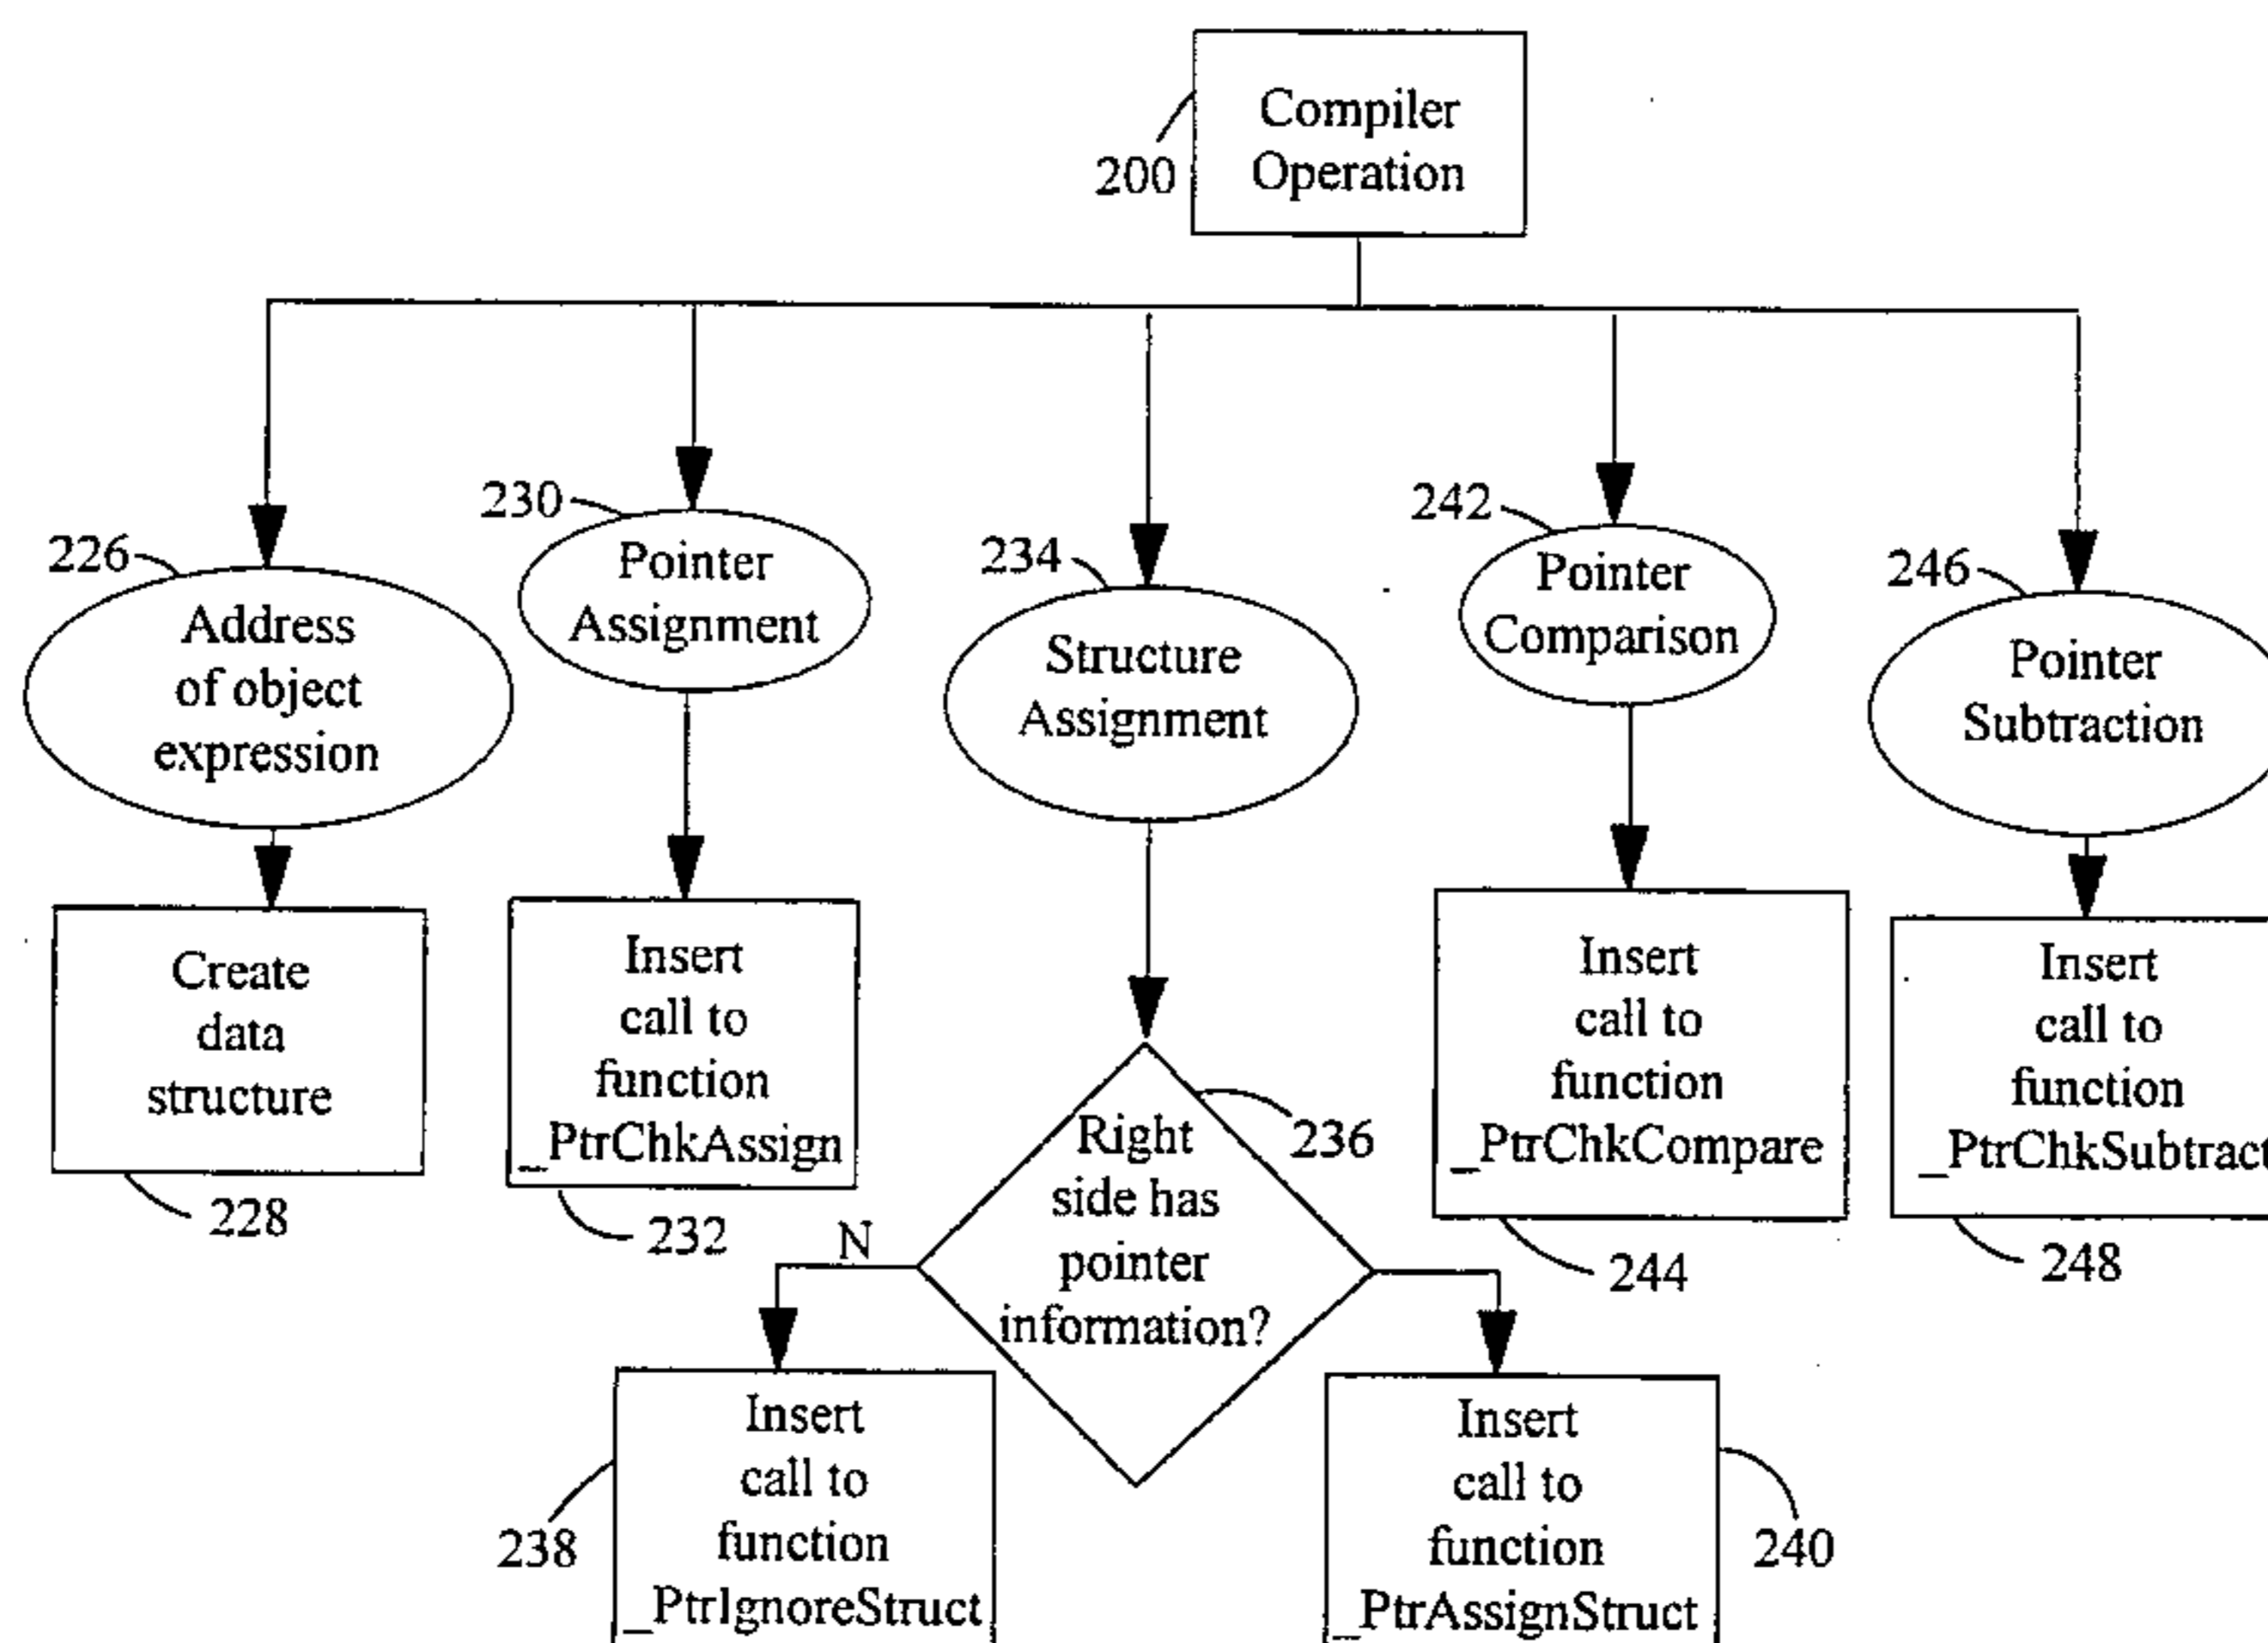 Compiler
Operation
200
226
Address
of object
expression
230
Pointer
Assignment
234
Structure
Assignment
242
Pointer
Comparison
246
Pointer
Subtraction
Create
data
structure
228
Insert
call to
function
_PtrChkAssign
232
Right
side has
pointer
information?
236
N
Insert
call to
function
_PtrChkCompare
244
Insert
call to
function
_PtrChkSubtract
248
Insert
call to
function
_PtrIgnoreStruct
238
Insert
call to
function
_PtrAssignStruct
240